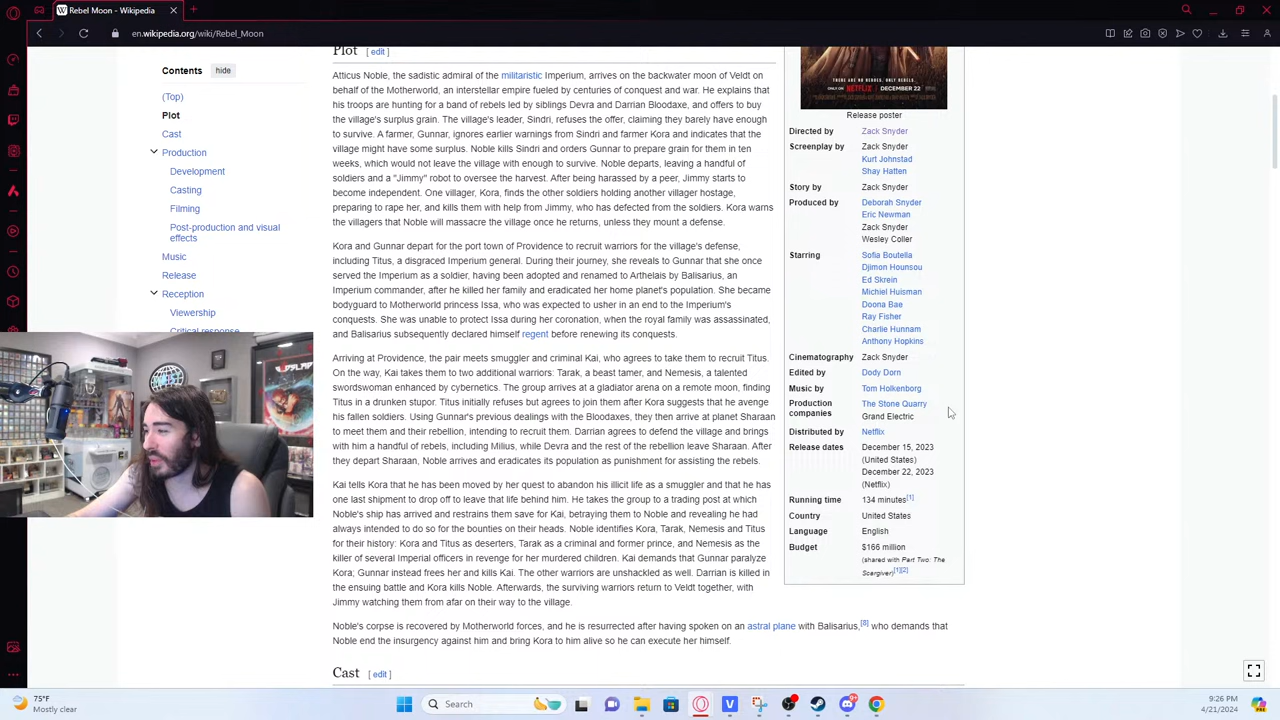 Rebel Moon - Wikipedia
en.wikipedia.org/wiki/Rebel_Moon
Contents
hide
(Top)
Plot
Cast
Production
Development
Casting
Filming
Post-production and visual
effects
Music
Release
Reception
Viewership
Critical response
Plot [ edit ]
Atticus Noble, the sadistic admiral of the militaristic Imperium, arrives on the backwater moon of Veldt on
behalf of the Motherworld, an interstellar empire fueled by centuries of domination and war. He explains that
his troops are hunting for a band of rebels led by siblings Devra and Darrian Bloodaxe, and offers to buy
the village's surplus grain. The village's leader, Sindri, refuses the offer, claiming they barely have enough
to survive. A farmer, Gunnar, ignores earlier warnings from Sindri and farmer Kora and indicates that the
village might have some surplus. Noble kills Sindri and orders Gunnar to prepare grain for them in ten
weeks, which would not leave the village with enough to survive. Noble departs, leaving a handful of
soldiers and a "Jimmy" robot to oversee the harvest. After being harassed by a peer, Jimmy starts to
become independent. One villager, Kora, finds the other soldiers holding another villager hostage,
preparing to rape her, and kills them with help from Jimmy, who has defected from the soldiers. Kora warns
the villagers that Noble will massacre the village once he returns, unless they mount a defense.
Kora and Gunnar depart for the port town of Providence to recruit warriors for the village's defense,
including Titus, a disgraced Imperium general. During their journey, she reveals to Gunnar that she once
served the Imperium as a soldier, having been adopted and renamed to Arthelais by Balisarius, an
Imperium commander, after he killed her family and eradicated her home planet's population. She became
bodyguard to Motherworld princess Issa, who was expected to usher in an end to the Imperium's
conquests. She was unable to protect Issa during her coronation, when the royal family was assassinated,
and Balisarius subsequently declared himself regent before renewing its conquests.
Arriving at Providence, the pair meets smuggler and criminal Kai, who agrees to take them to recruit Titus.
On the way, Kai takes them to two additional warriors: Tarak, a beast tamer, and Nemesis, a talented
swordswoman enhanced by cybernetics. The group arrives at a gladiator arena on a remote moon, finding
Titus in a drunken stupor. Titus initially refuses but agrees to join them after Kora suggests that he avenge
his fallen soldiers. Using Gunnar's previous dealings with the Bloodaxes, they then arrive at planet Sharaan
to meet them and their rebellion, intending to recruit them. Darrian agrees to defend the village and brings
with him a handful of rebels, including Milius, while Devra and the rest of the rebellion leave Sharaan. After
they depart Sharaan, Noble arrives and eradicates its population as punishment for assisting the rebels.
Kai tells Kora that he has been moved by her quest to abandon his illicit life as a smuggler and that he has
one last shipment to drop off to leave that life behind him. He takes the group to a trading post at which
Noble's ship has arrived and restrains them save for Kai, betraying them to Noble and revealing he had
always intended to do so for the bounties on their heads. Noble identifies Kora, Tarak, Nemesis and Titus
for their history: Kora and Titus as deserters, Tarak as a criminal and former prince, and Nemesis as the
killer of several Imperial officers in revenge for her murdered children. Kai demands that Gunnar paralyze
Kora; Gunnar instead frees her and kills Kai. The other warriors are unshackled as well. Darrian is killed in
the ensuing battle and Kora kills Noble. Afterwards, the surviving warriors return to Veldt together, with
Jimmy watching them from afar on their way to the village.
Noble's corpse is recovered by Motherworld forces, and he is resurrected after having spoken on an astral plane with Balisarius,[8] who demands that
Noble end the insurgency against him and bring Kora to him alive so he can execute her himself.
Cast [ edit ]
THERE ARE NO HEROES. ONLY REBELS.
ONLY ON NETFLIX | DECEMBER 22
Release poster
Directed by Zack Snyder
Screenplay by Zack Snyder
Kurt Johnstad
Shay Hatten
Story by Zack Snyder
Produced by Deborah Snyder
Eric Newman
Zack Snyder
Wesley Coller
Starring Sofia Boutella
Djimon Hounsou
Ed Skrein
Michiel Huisman
Doona Bae
Ray Fisher
Charlie Hunnam
Anthony Hopkins
Cinematography Zack Snyder
Edited by Dody Dorn
Music by Tom Holkenborg
Production The Stone Quarry
companies Grand Electric
Distributed by Netflix
Release dates December 15, 2023
(United States)
December 22, 2023
(Netflix)
Running time 134 minutes[1]
Country United States
Language English
Budget $166 million
(shared with Part Two: The
Scargiver)[1][2]
75°F
Mostly clear
Search
9:26 PM
4/21/2024